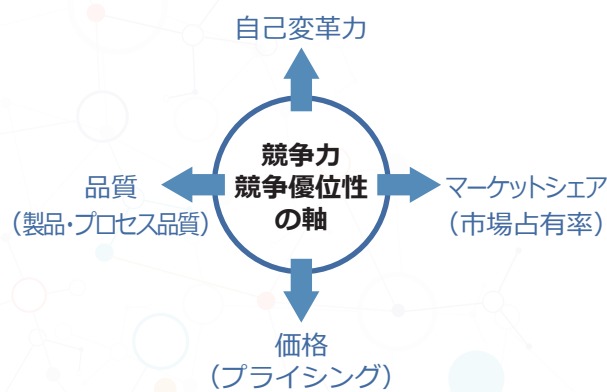 自己変革力
競争力
競争優位性
の軸
品質
(製品・プロセス品質)
マーケットシェア
(市場占有率)
価格
(プライシング)